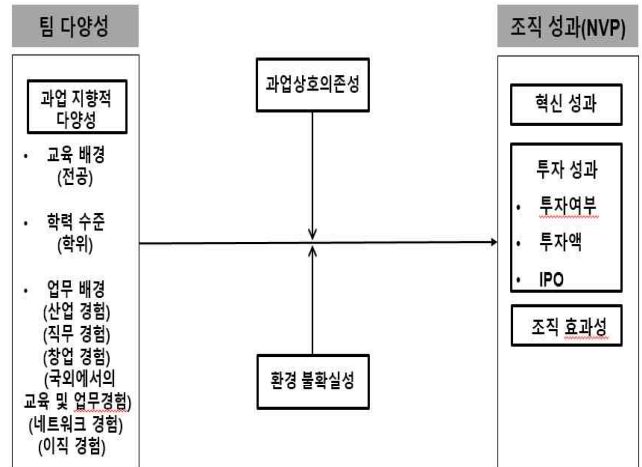 팀 다양성
과업 지향적
다양성
• 교육 배경
(전공)
• 학력 수준
(학위)
• 업무 배경
(산업 경험)
(직무 경험)
(창업 경험)
(국외에서의
교육 및 업무경험)
(네트워크 경험)
(이직 경험)
과업상호의존성
환경 불확실성
조직 성과(NVP)
혁신 성과
투자 성과
• 투자여부
• 투자액
• IPO
조직 효과성